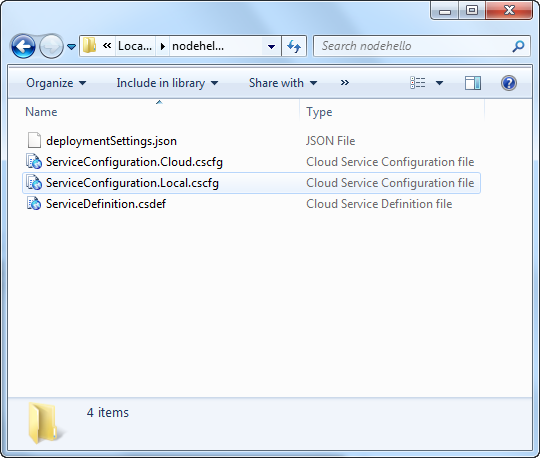 « Loca... nodehel... Search nodehello
Organize Include in library Share with »
Name Type
deploymentSettings.json JSON File
ServiceConfiguration.Cloud.cscfg Cloud Service Configuration file
ServiceConfiguration.Local.cscfg Cloud Service Configuration file
ServiceDefinition.csdef Cloud Service Definition file
4 items